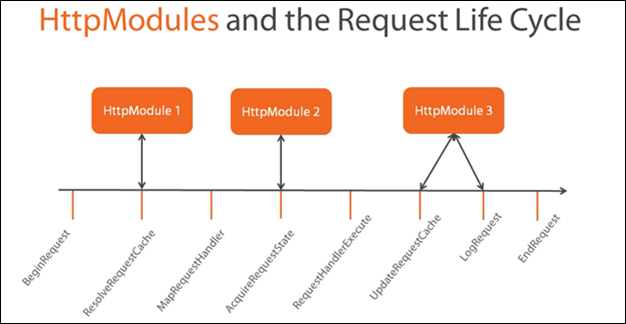 HttpModules and the Request Life Cycle
HttpModule 1
HttpModule 2
HttpModule 3
BeginRequest
ResolveRequestCache
MapRequestHandler
AcquireRequestState
RequestHandlerExecute
UpdateRequestCache
LogRequest
EndRequest